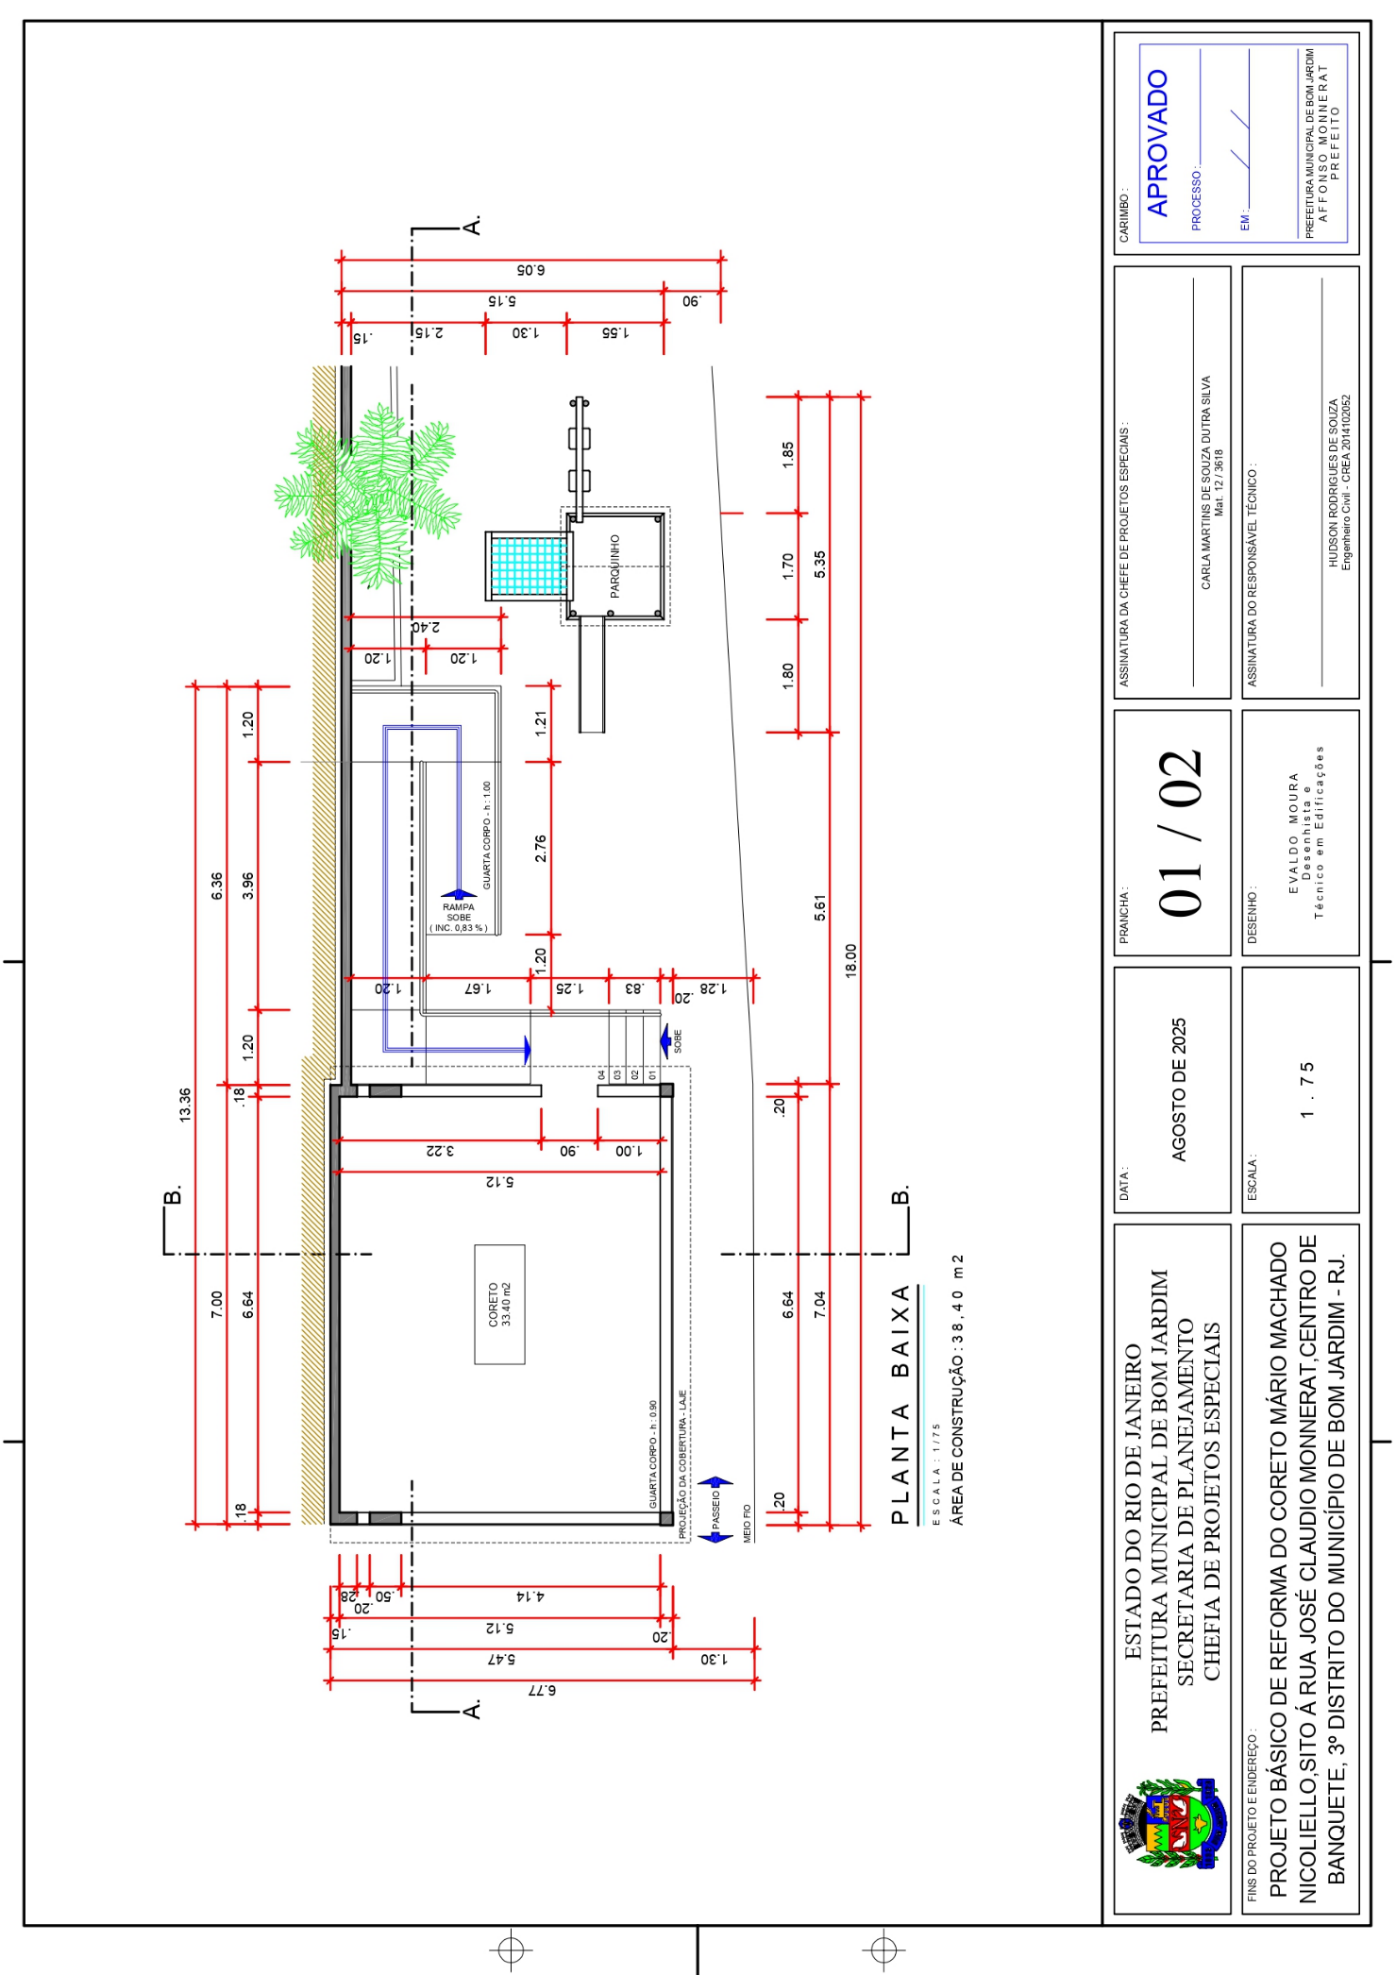 A.
A.
B.
B.
13.36
7.00
6.36
.18
6.64
.18
1.20
3.96
1.20
6.05
5.15
.90
.15
2.15
1.30
1.55
2.40
1.20
1.20
1.21
2.76
1.20
1.20
1.67
1.25
.83
.20
1.28
PARQUINHO
GUARTA CORPO - h : 1.00
RAMPA
SOBE
( INC. 0,83 % )
SOBE
04
03
02
01
3.22
.90
1.00
5.12
CORETO
33.40 m2
GUARTA CORPO - h : 0.90
PROJEÇÃO DA COBERTURA - LAJE
PASSEIO
MEIO FIO
.28
.20
.50
4.14
.15
5.12
.20
5.47
1.30
6.77
.20
6.64
.20
7.04
5.61
1.80
1.70
1.85
5.35
18.00
PLANTA BAIXA
ESCALA : 1/75
ÁREA DE CONSTRUÇÃO : 38,40 m2
ESTADO DO RIO DE JANEIRO
PREFEITURA MUNICIPAL DE BOM JARDIM
SECRETARIA DE PLANEJAMENTO
CHEFIA DE PROJETOS ESPECIAIS
FINS DO PROJETO E ENDEREÇO :
PROJETO BÁSICO DE REFORMA DO CORETO MÁRIO MACHADO
NICOLIELLO,SITO Á RUA JOSÉ CLAUDIO MONNERAT,CENTRO DE
BANQUETE, 3º DISTRITO DO MUNICÍPIO DE BOM JARDIM - RJ.
DATA :
AGOSTO DE 2025
ESCALA :
1 . 75
PRANCHA :
01 / 02
DESENHO :
EVALDO MOURA
Desenhista e
Técnico em Edificações
ASSINATURA DA CHEFE DE PROJETOS ESPECIAIS :
CARLA MARTINS DE SOUZA DUTRA SILVA
Mat. 12 / 3618
ASSINATURA DO RESPONSÁVEL TÉCNICO :
HUDSON RODRIGUES DE SOUZA
Engenheiro Civil - CREA 2014102052
CARIMBO :
APROVADO
PROCESSO :
EM : / /
PREFEITURA MUNICIPAL DE BOM JARDIM
AFFONSO MONNERAT
PREFEITO